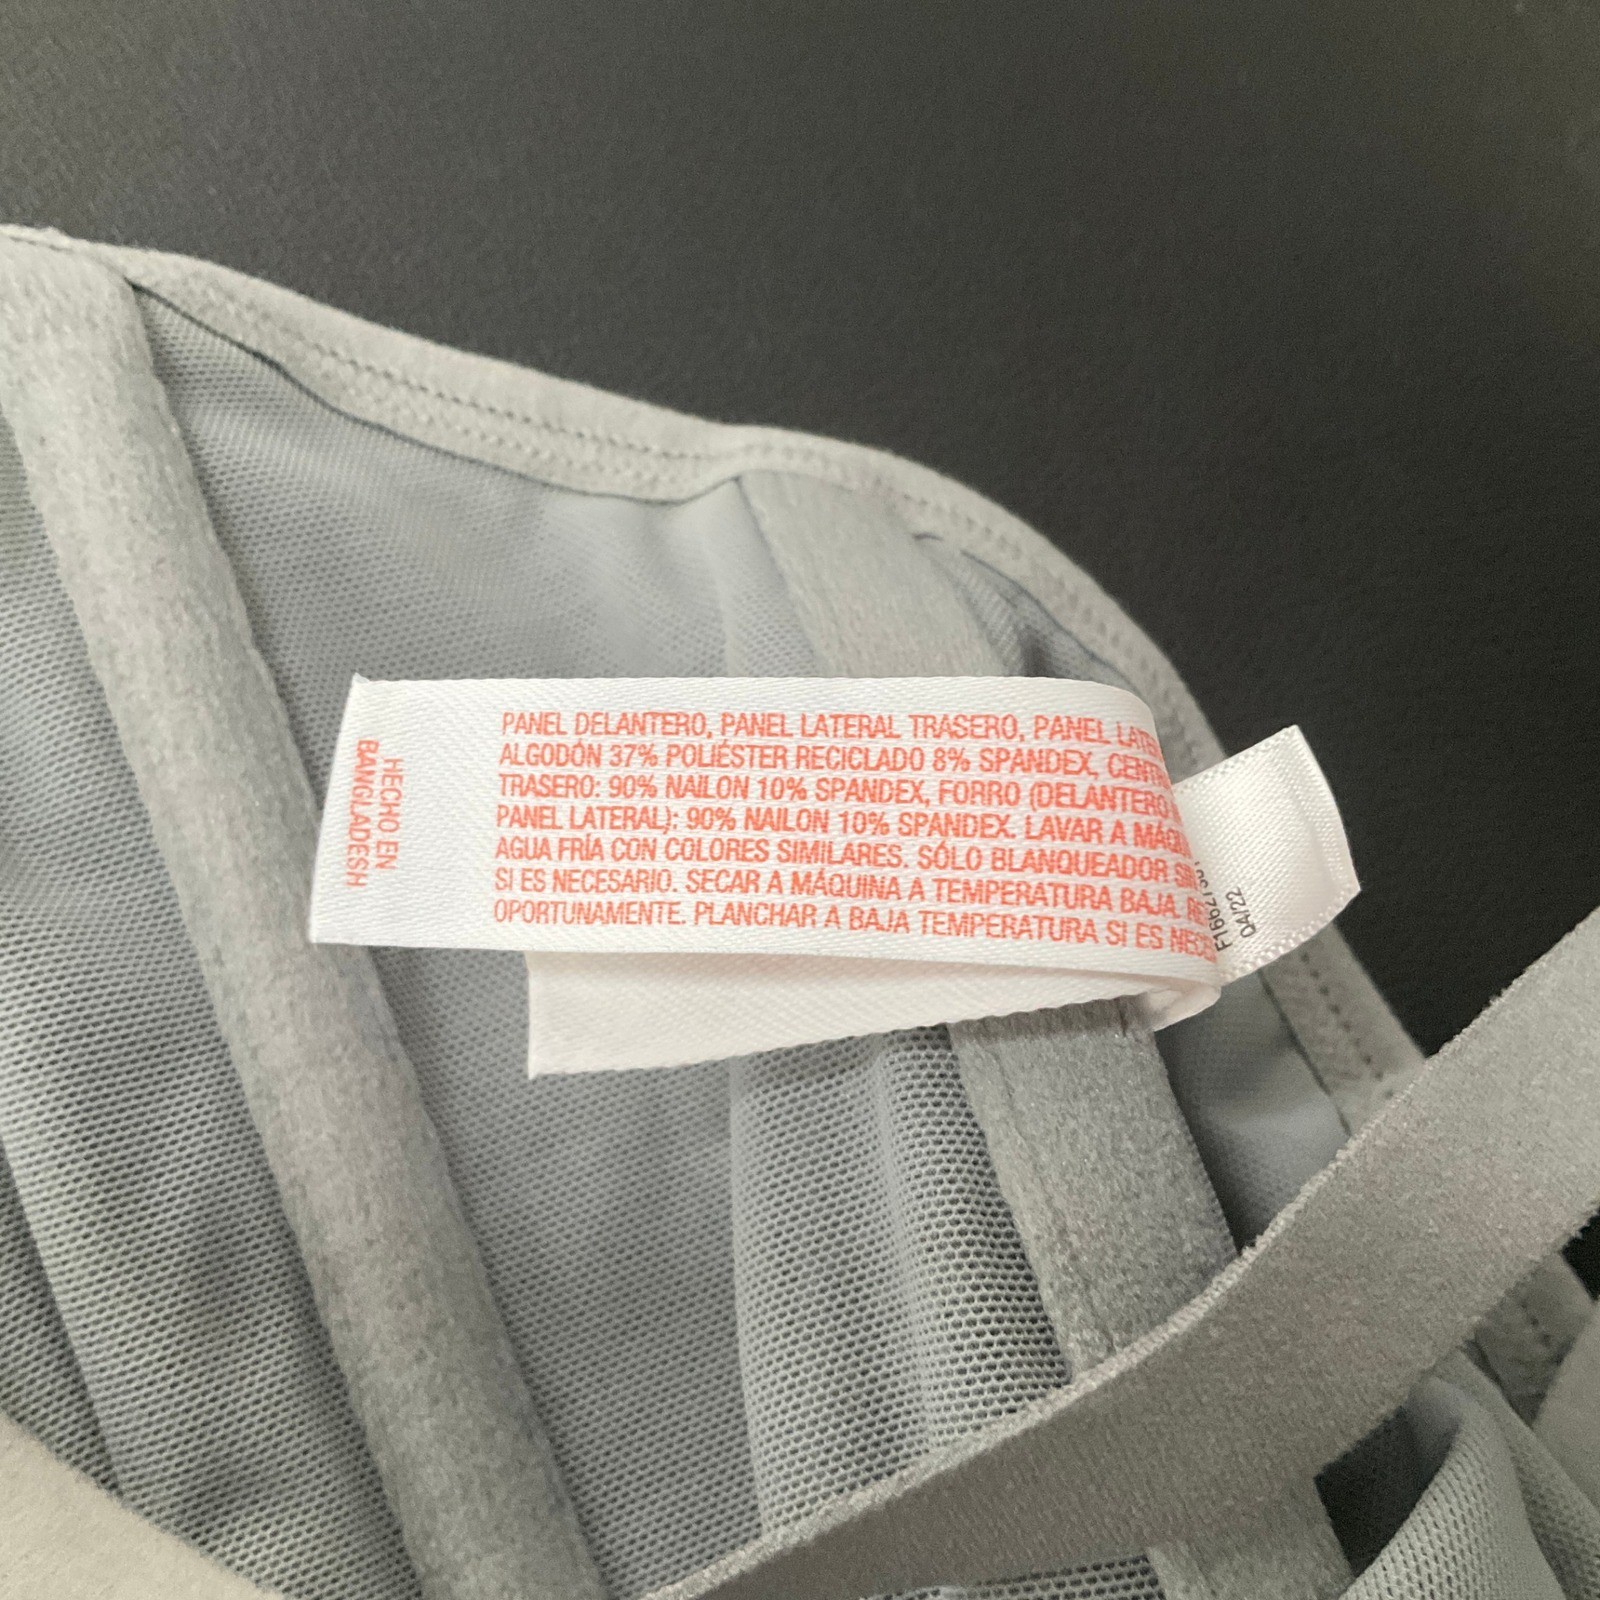 PANEL DELANTERO, PANEL LATERAL TRASERO, PANEL
ALGODÓN 37% POLIÉSTER RECICLADO 8% SPANDEX,
TRASERO: 90% NAILON 10% SPANDEX, FORRO (DELANTERO
PANEL LATERAL): 90% NAILON 10% SPANDEX. LAVAR A
AGUA FRÍA CON COLORES SIMILARES. SÓLO BLANQUEADOR
SI ES NECESARIO. SECAR A MÁQUINA A TEMPERATURA BAJA.
OPORTUNAMENTE. PLANCHAR A BAJA TEMPERATURA SI ES
HECHO EN
BANGLADESH
04/22